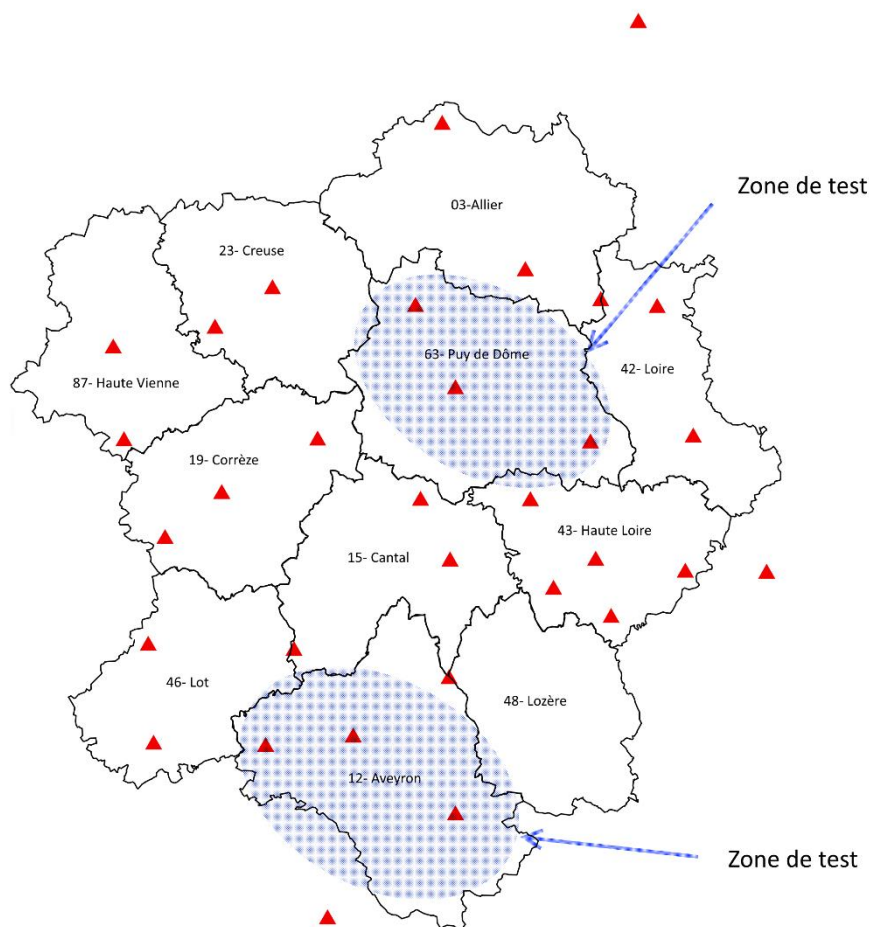 Zone de test
03-Allier
23- Creuse
63- Puy de Dôme
42- Loire
87- Haute Vienne
19- Corrèze
43- Haute Loire
15- Cantal
46- Lot
48- Lozère
12- Aveyron
Zone de test